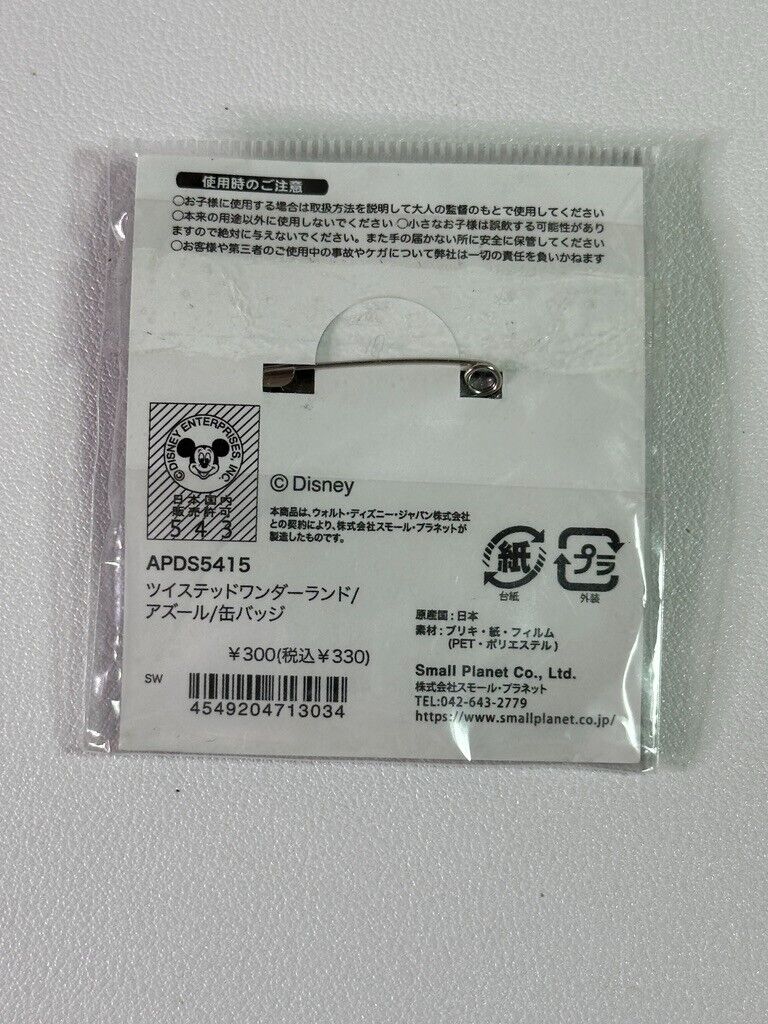 使用時のご注意
○お子様に使用する場合は取扱方法を説明して大人の監督のもとで使用してください
○本来の用途以外に使用しないでください ○小さなお子様は誤飲する可能性があり
ますので絶対に与えないでください。また手の届かない所に安全に保管してください
○お客様や第三者のご使用中の事故やケガについて弊社は一切の責任を負いかねます
©DISNEY ENTERPRISES, INC.
日本国内
販売許可
543
© Disney
本商品は、ウォルト・ディズニー・ジャパン株式会社
との契約により、株式会社スモール・プラネットが
製造したものです。
APDS5415
ツイステッドワンダーランド/
アズール/缶バッジ
¥300(税込¥330)
SW
4549204713034
紙
台紙
プラ
外装
原産国:日本
素材:ブリキ・紙・フィルム
(PET・ポリエステル)
Small Planet Co., Ltd.
株式会社スモール・プラネット
TEL:042-643-2779
https://www.smallplanet.co.jp/